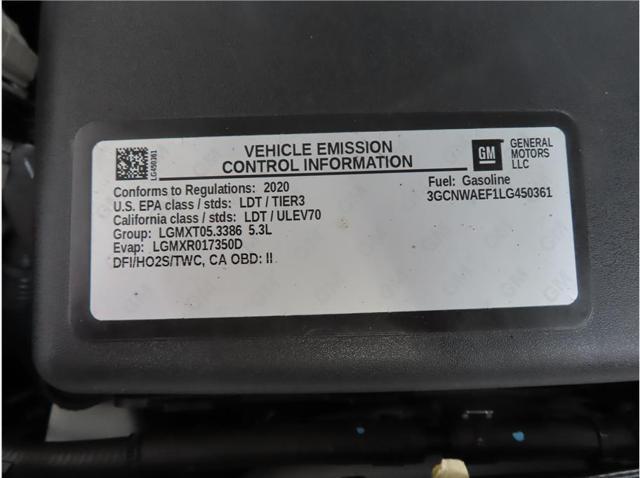 LG450361
VEHICLE EMISSION
CONTROL INFORMATION
GM
GENERAL
MOTORS
LLC
Conforms to Regulations: 2020
U.S. EPA class / stds: LDT / TIER3
California class / stds: LDT / ULEV70
Group: LGMXT05.3386 5.3L
Evap: LGMXR017350D
DFI/HO2S/TWC, CA OBD: II
Fuel: Gasoline
3GCNWAEF1LG450361